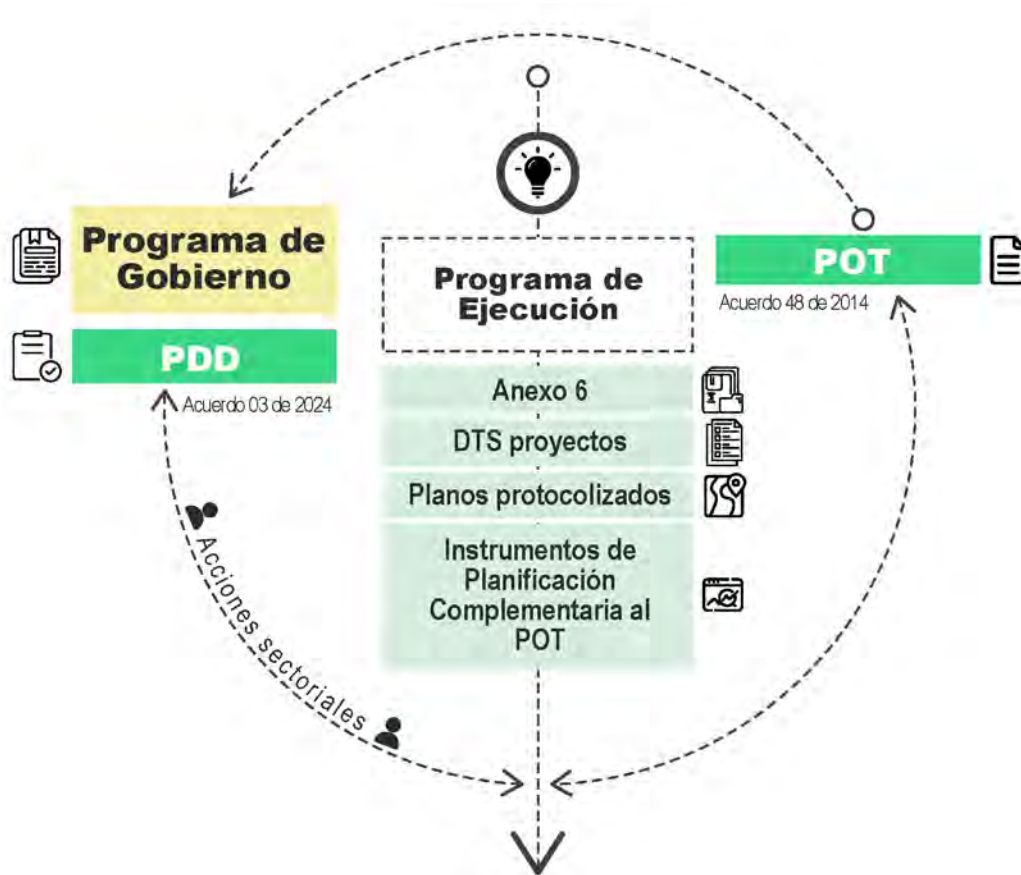 Programa de
Gobierno
PDD
Acuerdo 03 de 2024
Acciones sectoriales
Programa de
Ejecución
Anexo 6
DTS proyectos
Planos protocolizados
Instrumentos de
Planificación
Complementaria al
POT
POT
Acuerdo 48 de 2014